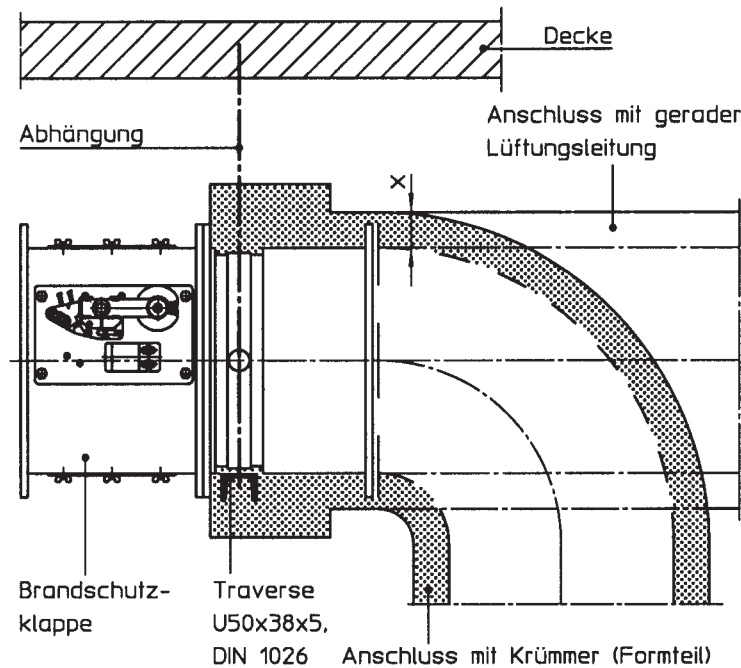 Decke
Anschluss mit gerader
Lüftungsleitung
Abhängung
X
Brandschutz-
klappe
Traverse
U50x38x5,
DIN 1026
Anschluss mit Krümmer (Formteil)